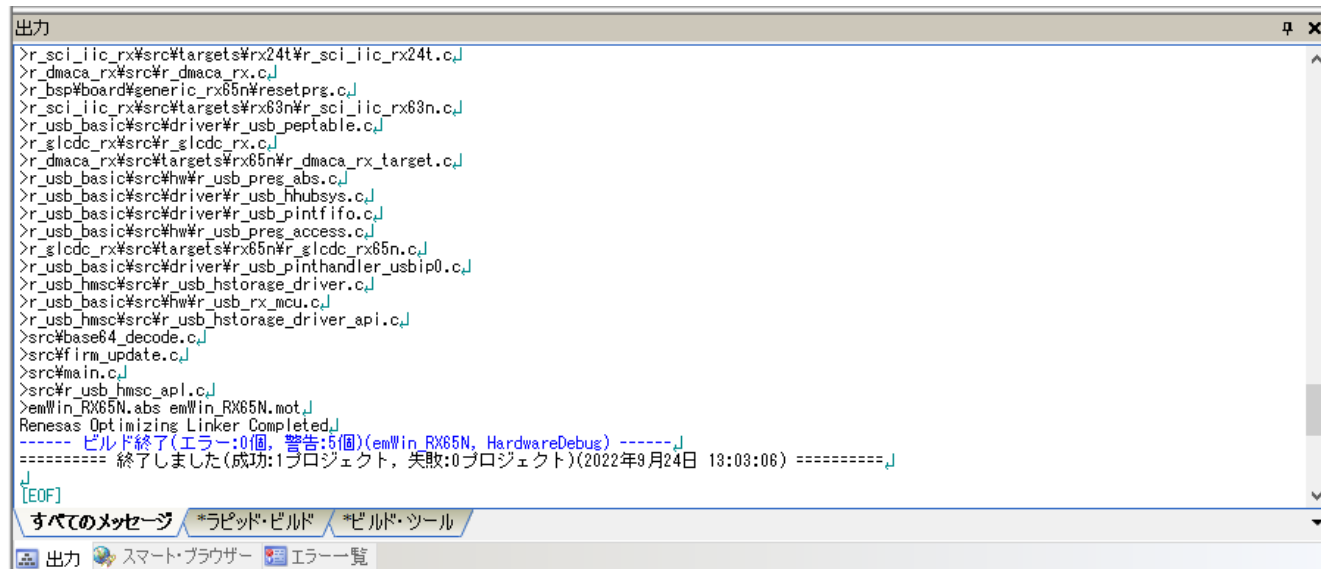 出力
>r_sci_iic_rx¥src¥targets¥rx24t¥r_sci_iic_rx24t.c↲
>r_dmaca_rx¥src¥r_dmaca_rx.c↲
>r_bsp¥board¥generic_rx65n¥resetprg.c↲
>r_sci_iic_rx¥src¥targets¥rx63n¥r_sci_iic_rx63n.c↲
>r_usb_basic¥src¥driver¥r_usb_peptable.c↲
>r_glcdc_rx¥src¥r_glcdc_rx.c↲
>r_dmaca_rx¥src¥targets¥rx65n¥r_dmaca_rx_target.c↲
>r_usb_basic¥src¥hw¥r_usb_preg_abs.c↲
>r_usb_basic¥src¥driver¥r_usb_hhubsys.c↲
>r_usb_basic¥src¥driver¥r_usb_pintfifo.c↲
>r_usb_basic¥src¥hw¥r_usb_preg_access.c↲
>r_glcdc_rx¥src¥targets¥rx65n¥r_glcdc_rx65n.c↲
>r_usb_basic¥src¥driver¥r_usb_pinthandler_usbip0.c↲
>r_usb_hmsc¥src¥r_usb_hstorage_driver.c↲
>r_usb_basic¥src¥hw¥r_usb_rx_mcu.c↲
>r_usb_hmsc¥src¥r_usb_hstorage_driver_api.c↲
>src¥base64_decode.c↲
>src¥firm_update.c↲
>src¥main.c↲
>src¥r_usb_hmsc_apl.c↲
>emWin_RX65N.abs emWin_RX65N.mot↲
Renesas Optimizing Linker Completed↲
------ ビルド終了(エラー:0個, 警告:5個)(emWin_RX65N, HardwareDebug) ------↲
========== 終了しました(成功:1プロジェクト, 失敗:0プロジェクト)(2022年9月24日 13:03:06) ==========↲
↲
[EOF]
すべてのメッセージ *ラピッド・ビルド *ビルド・ツール
出力 スマート・ブラウザー エラー一覧